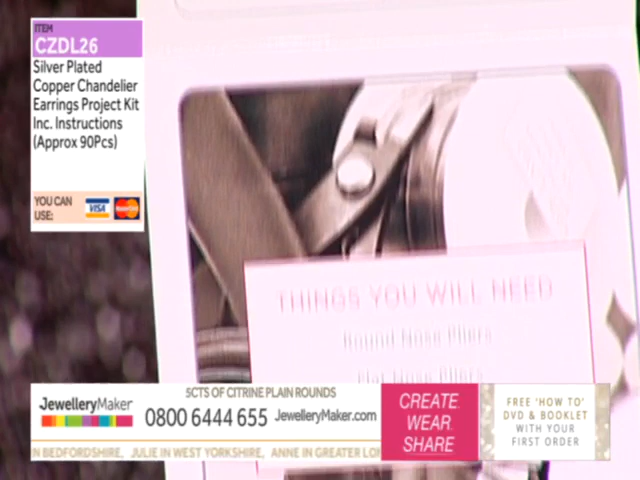 ITEM
CZDL26
Silver Plated
Copper Chandelier
Earrings Project Kit
Inc. Instructions
(Approx 90Pcs)
YOU CAN
USE:
VISA
MasterCard
THINGS YOU WILL NEED
Round Nose Pliers
Flat Nose Pliers
JewelleryMaker
5CTS OF CITRINE PLAIN ROUNDS
0800 6444 655 JewelleryMaker.com
CREATE.
WEAR.
SHARE
FREE 'HOW TO'
DVD & BOOKLET
WITH YOUR
FIRST ORDER
N BEDFORDSHIRE, JULIE IN WEST YORKSHIRE, ANNE IN GREATER LO